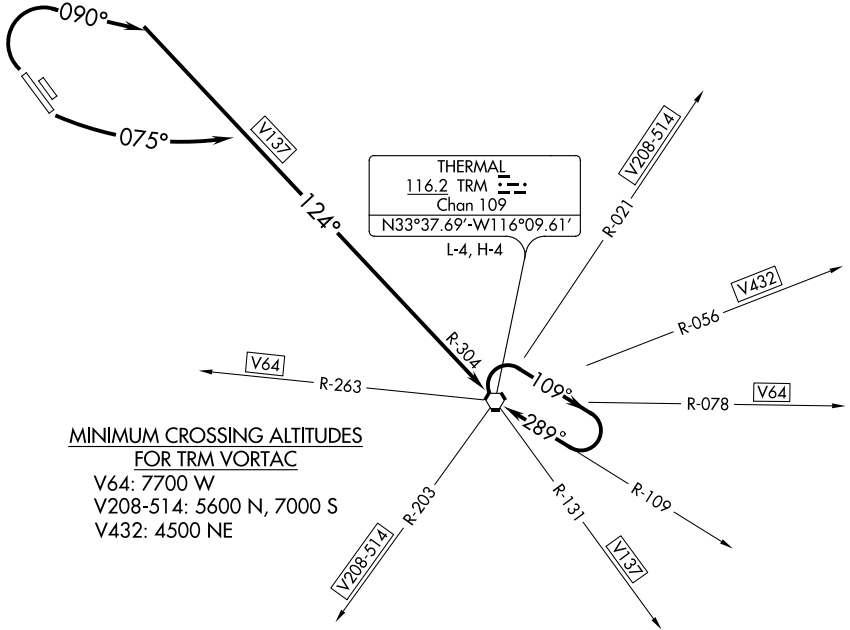 090°
075°
V137
124°
THERMAL
116.2 TRM
Chan 109
N33°37.69'-W116°09.61'
L-4, H-4
V208-514
R-021
V432
R-056
R-304
V64
R-263
109°
289°
R-078
V64
MINIMUM CROSSING ALTITUDES
FOR TRM VORTAC
V64: 7700 W
V208-514: 5600 N, 7000 S
V432: 4500 NE
R-203
V208-514
R-131
V137
R-109